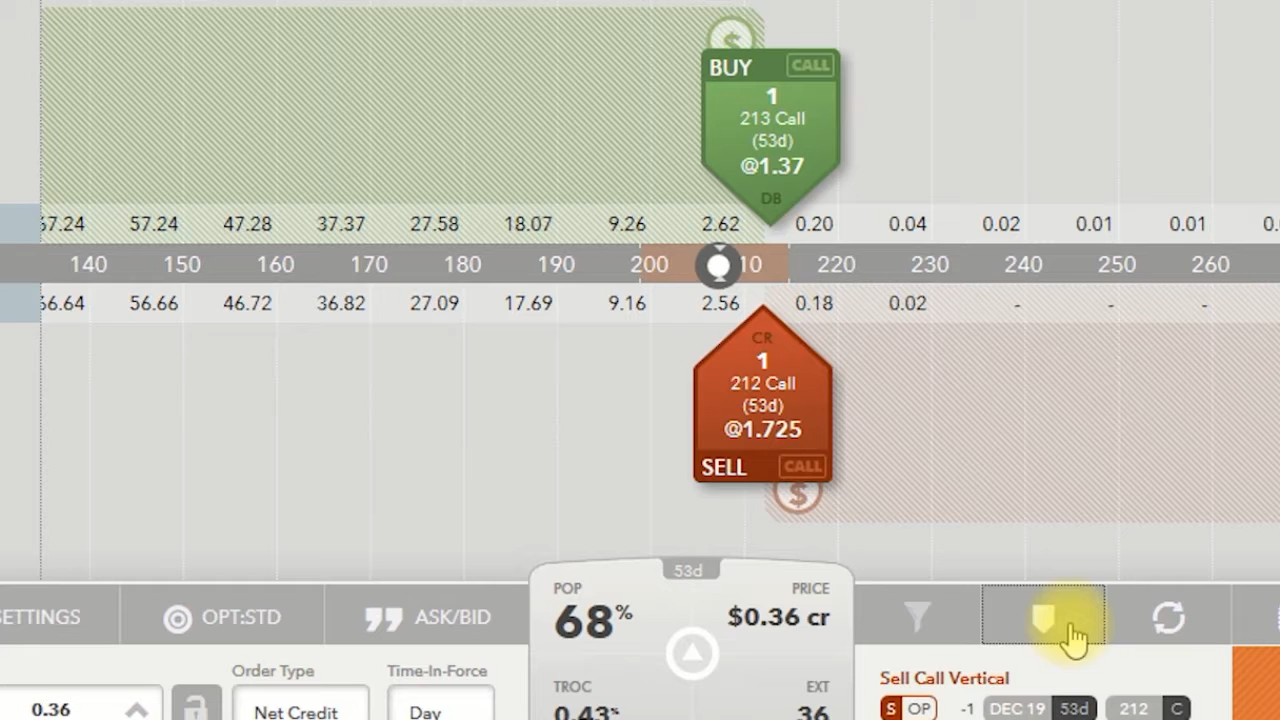 BUY CALL
1
213 Call
(53d)
@1.37
DB
57.24 47.28 37.37 27.58 18.07 9.26 2.62 0.20 0.04 0.02 0.01 0.01
140 150 160 170 180 190 200 220 230 240 250 260
56.66 46.72 36.82 27.09 17.69 9.16 2.56 0.18 0.02 - - -
CR
1
212 Call
(53d)
@1.725
SELL CALL
53d
POP PRICE
68% $0.36 cr
TROC EXT
0.43% 36
SETTINGS OPT:STD ASK/BID
Order Type Time-In-Force
0.36 Net Credit Day
Sell Call Vertical
S OP -1 DEC 19 53d 212 C